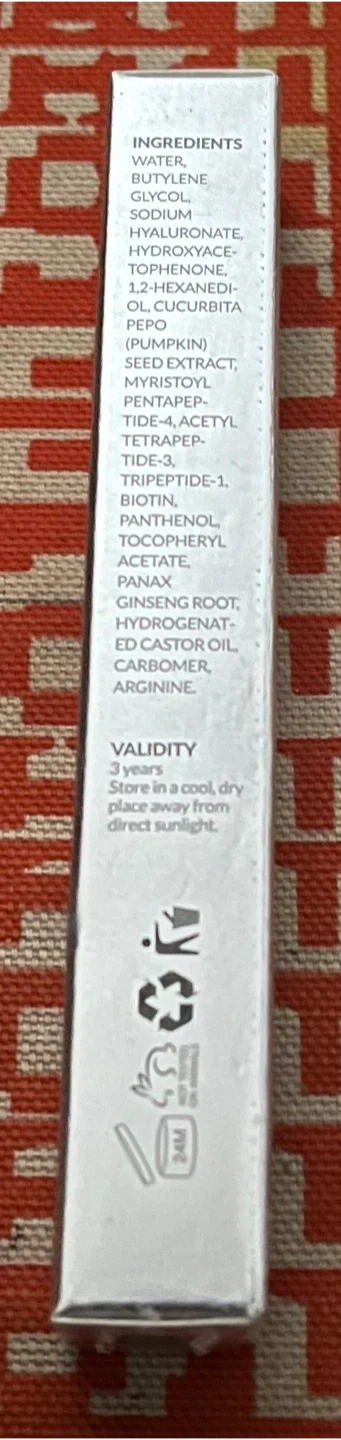 INGREDIENTS
WATER,
BUTYLENE
GLYCOL,
SODIUM
HYALURONATE,
HYDROXYACE-
TOPHENONE,
1,2-HEXANEDI-
OL, CUCURBITA
PEPO
(PUMPKIN)
SEED EXTRACT,
MYRISTOYL
PENTAPEP-
TIDE-4, ACETYL
TETRAPEP-
TIDE-3,
TRIPEPTIDE-1,
BIOTIN,
PANTHENOL,
TOCOPHERYL
ACETATE,
PANAX
GINSENG ROOT,
HYDROGENAT-
ED CASTOR OIL,
CARBOMER,
ARGININE.
VALIDITY
3 years
Store in a cool, dry
place away from
direct sunlight.
24M